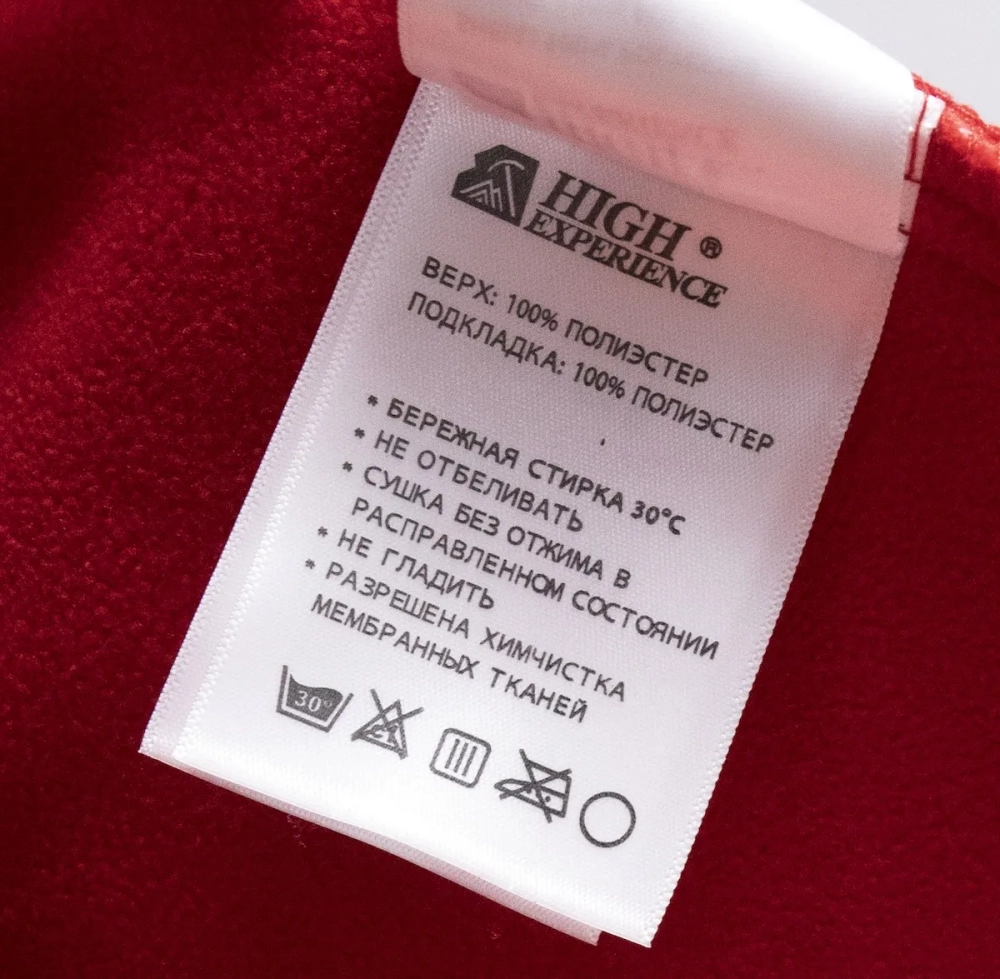 HIGH ®
EXPERIENCE
ВЕРХ: 100% ПОЛИЭСТЕР
ПОДКЛАДКА: 100% ПОЛИЭСТЕР
* БЕРЕЖНАЯ СТИРКА 30°C
* НЕ ОТБЕЛИВАТЬ
* СУШКА БЕЗ ОТЖИМА В
РАСПРАВЛЕННОМ СОСТОЯНИИ
* НЕ ГЛАДИТЬ
* РАЗРЕШЕНА ХИМЧИСТКА
МЕМБРАННЫХ ТКАНЕЙ
30° cl